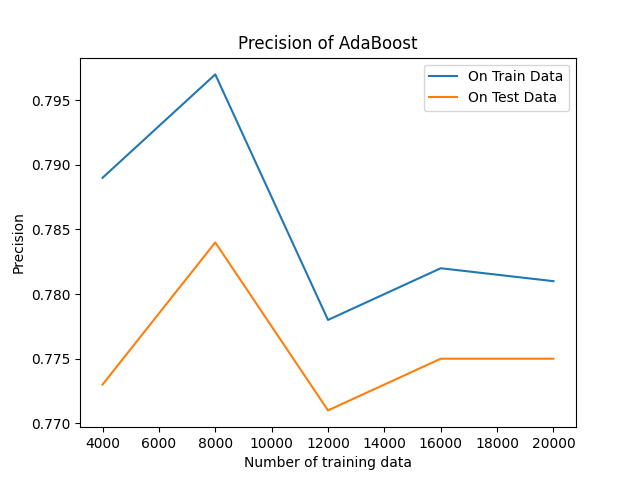 Precision of AdaBoost
On Train Data
On Test Data
0.795
0.790
0.785
0.780
0.775
0.770
Precision
4000 6000 8000 10000 12000 14000 16000 18000 20000
Number of training data